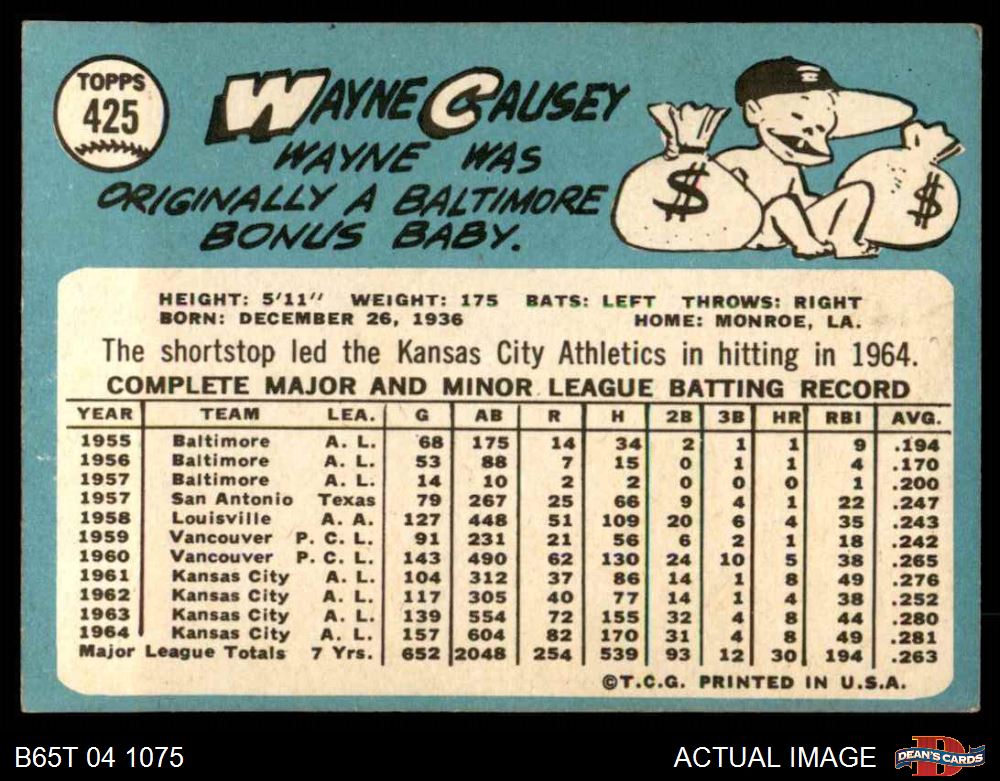 TOPPS
425
WAYNE CAUSEY
WAYNE WAS
ORIGINALLY A BALTIMORE
BONUS BABY.
$ $
HEIGHT: 5'11" WEIGHT: 175 BATS: LEFT THROWS: RIGHT
BORN: DECEMBER 26, 1936 HOME: MONROE, LA.
The shortstop led the Kansas City Athletics in hitting in 1964.
COMPLETE MAJOR AND MINOR LEAGUE BATTING RECORD
YEAR TEAM LEA. G AB R H 2B 3B HR RBI AVG.
1955 Baltimore A. L. 68 175 14 34 2 1 1 9 .194
1956 Baltimore A. L. 53 88 7 15 0 1 1 4 .170
1957 Baltimore A. L. 14 10 2 2 0 0 0 1 .200
1957 San Antonio Texas 79 267 25 66 9 4 1 22 .247
1958 Louisville A. A. 127 448 51 109 20 6 4 35 .243
1959 Vancouver P. C. L. 91 231 21 56 6 2 1 18 .242
1960 Vancouver P. C. L. 143 490 62 130 24 10 5 38 .265
1961 Kansas City A. L. 104 312 37 86 14 1 8 49 .276
1962 Kansas City A. L. 117 305 40 77 14 1 4 38 .252
1963 Kansas City A. L. 139 554 72 155 32 4 8 44 .280
1964 Kansas City A. L. 157 604 82 170 31 4 8 49 .281
Major League Totals 7 Yrs. 652 2048 254 539 93 12 30 194 .263
©T.C.G. PRINTED IN U.S.A.
B65T 04 1075 ACTUAL IMAGE DEAN'S CARDS